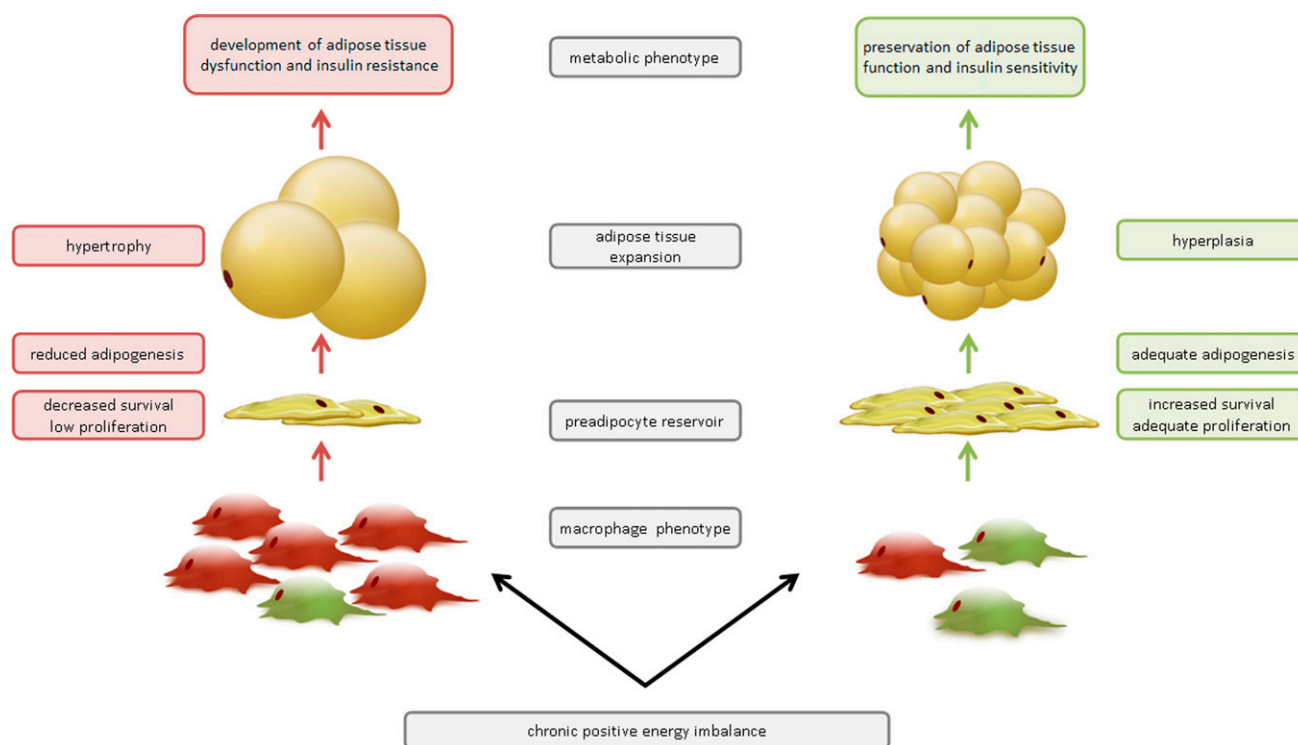 development of adipose tissue
dysfunction and insulin resistance
metabolic phenotype
preservation of adipose tissue
function and insulin sensitivity
hypertrophy
adipose tissue
expansion
hyperplasia
reduced adipogenesis
adequate adipogenesis
decreased survival
low proliferation
preadipocyte reservoir
increased survival
adequate proliferation
macrophage phenotype
chronic positive energy imbalance